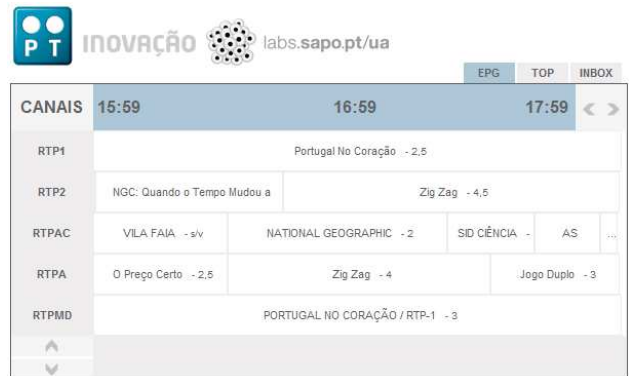 PT INOVAÇÃO labs.sapo.pt/ua
EPG TOP INBOX
CANAIS 15:59 16:59 17:59
RTP1 Portugal No Coração - 2,5
RTP2 NGC: Quando o Tempo Mudou a Zig Zag - 4,5
RTPAC VILA FAIA - s/v NATIONAL GEOGRAPHIC - 2 SID CIÊNCIA - AS ...
RTPA O Preço Certo - 2,5 Zig Zag - 4 Jogo Duplo - 3
RTPMD PORTUGAL NO CORAÇÃO / RTP-1 - 3